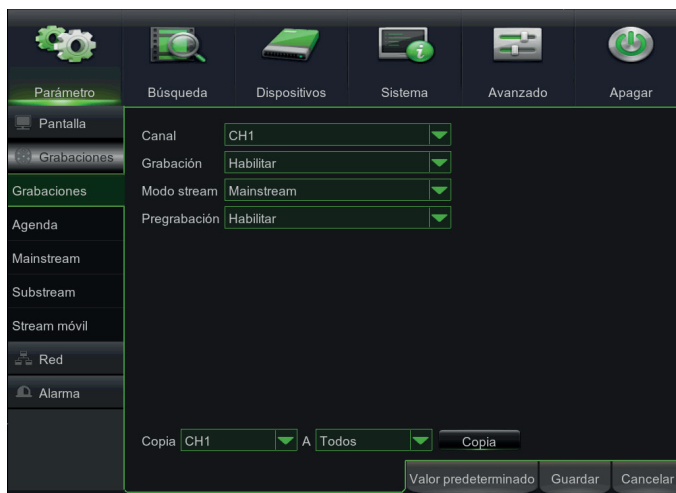 Parámetro Búsqueda Dispositivos Sistema Avanzado Apagar
Pantalla
Grabaciones
Grabaciones
Agenda
Mainstream
Substream
Stream móvil
Red
Alarma
Canal CH1
Grabación Habilitar
Modo stream Mainstream
Pregrabación Habilitar
Copia CH1 A Todos Copia
Valor predeterminado Guardar Cancelar